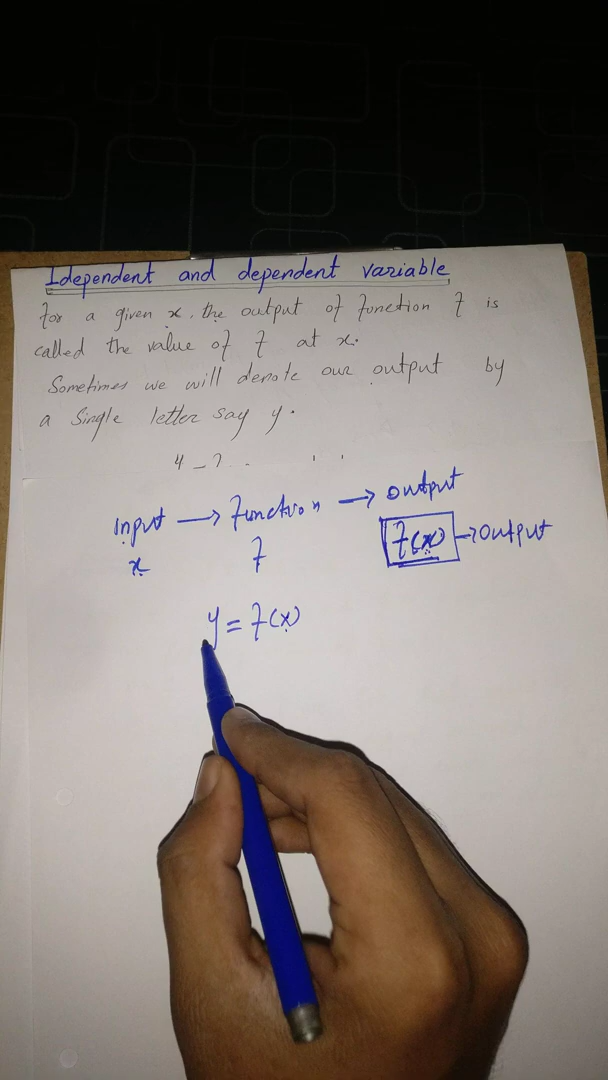 Idependent and dependent variable
for a given x. the output of function f is
called the value of f at x.
Sometimes we will denote our output by
a single letter say y.
input → function → output
x f f(x) → output
y = f(x)